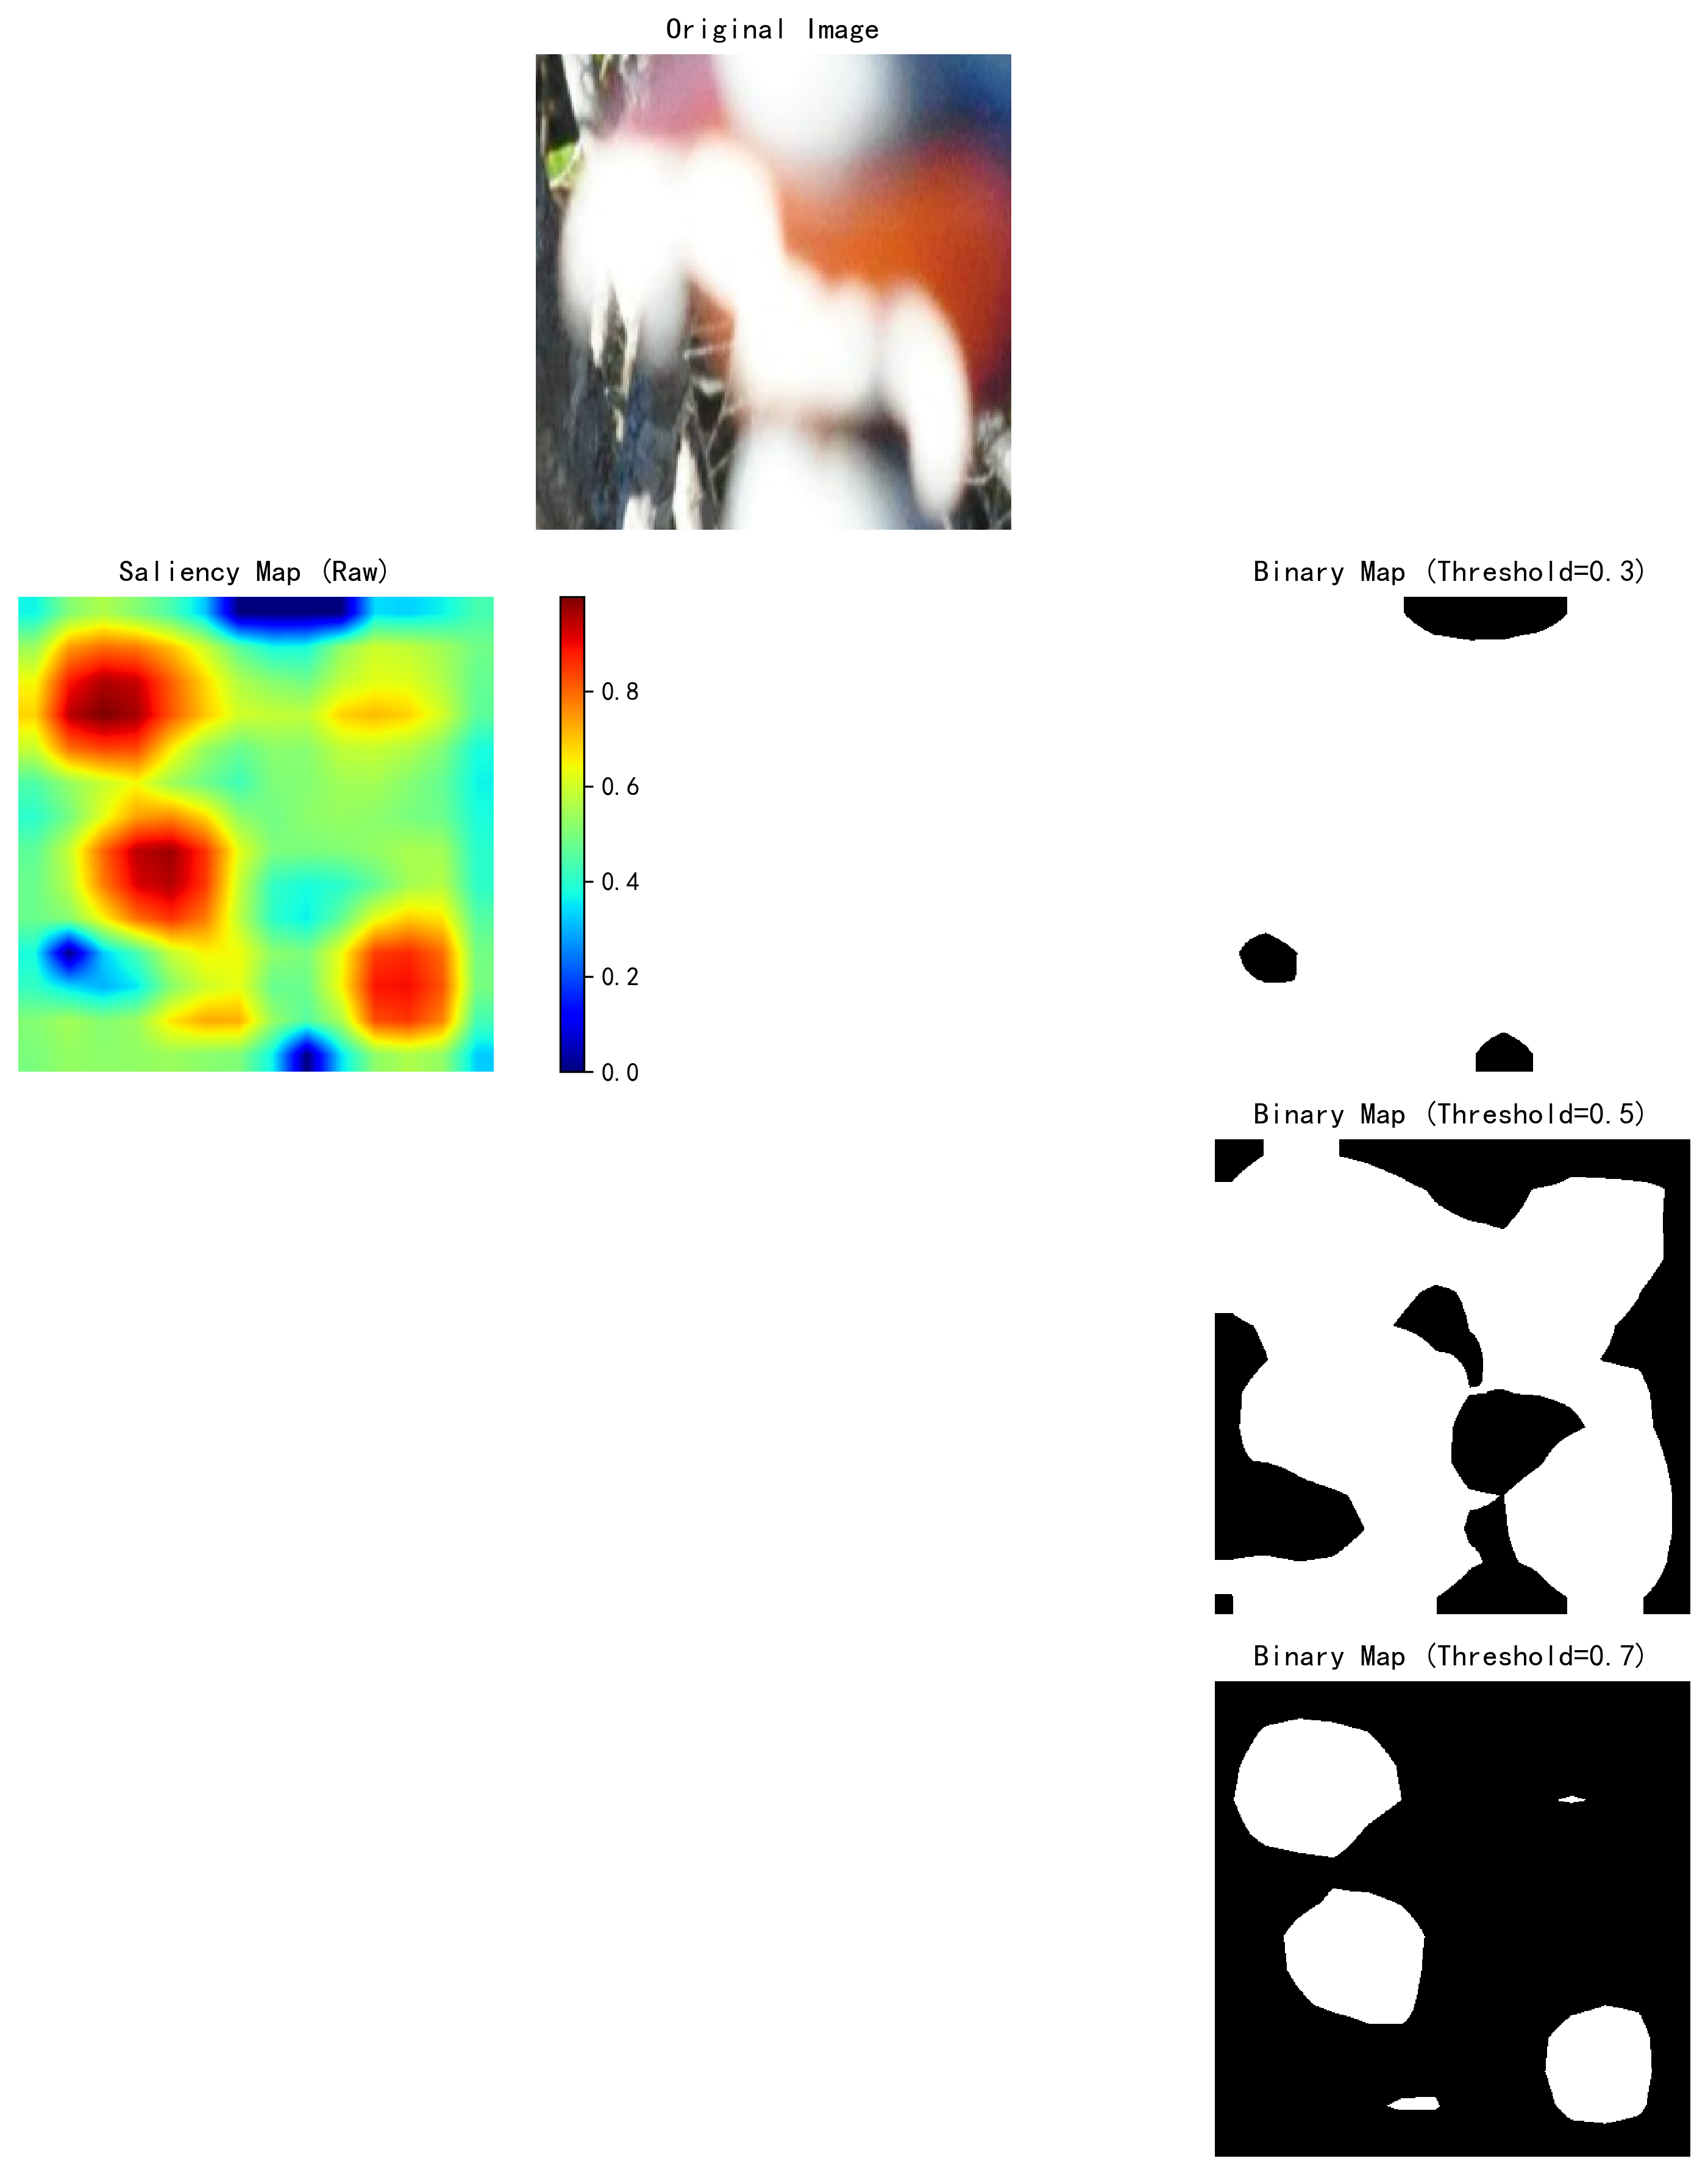 Original Image
Saliency Map (Raw)
Binary Map (Threshold=0.3)
0.8
0.6
0.4
0.2
0.0
Binary Map (Threshold=0.5)
Binary Map (Threshold=0.7)